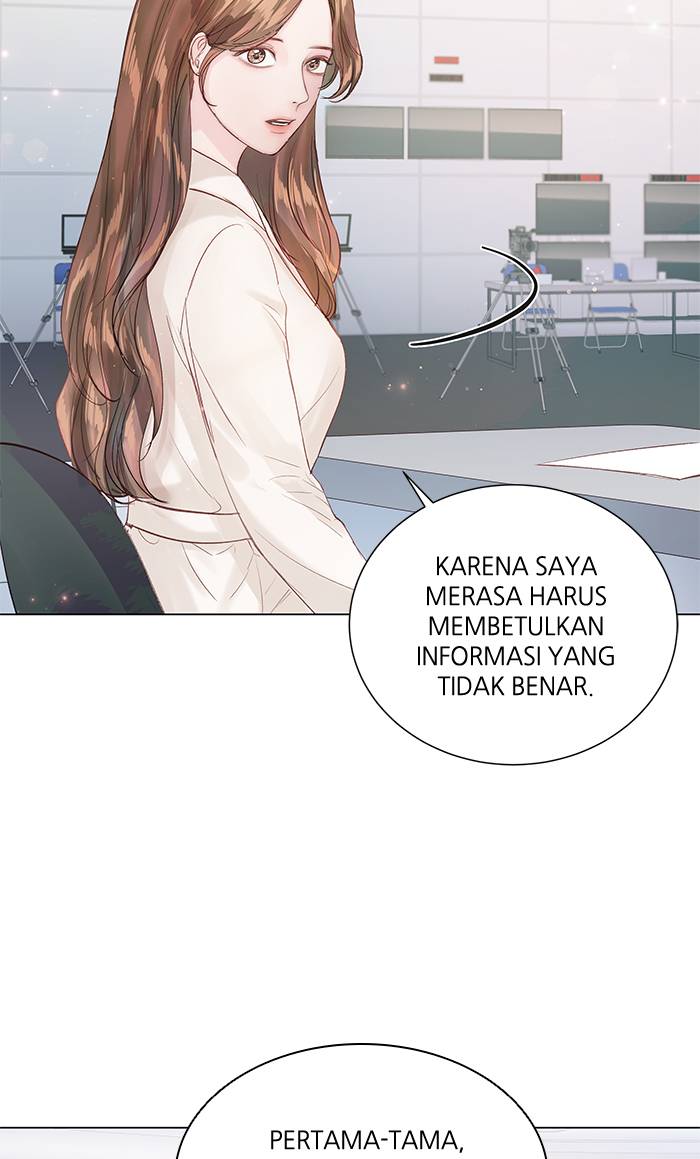 KARENA SAYA
MERASA HARUS
MEMBETULKAN
INFORMASI YANG
TIDAK BENAR.
PERTAMA-TAMA,